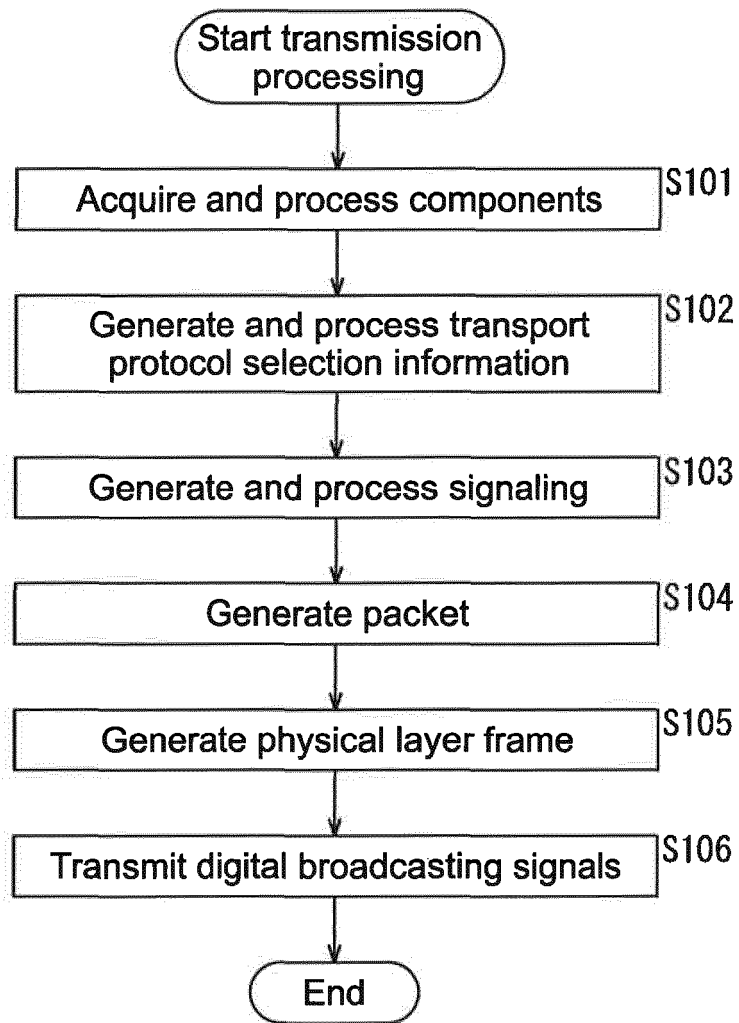 Start transmission
processing
S101
Acquire and process components
S102
Generate and process transport
protocol selection information
S103
Generate and process signaling
S104
Generate packet
S105
Generate physical layer frame
S106
Transmit digital broadcasting signals
End